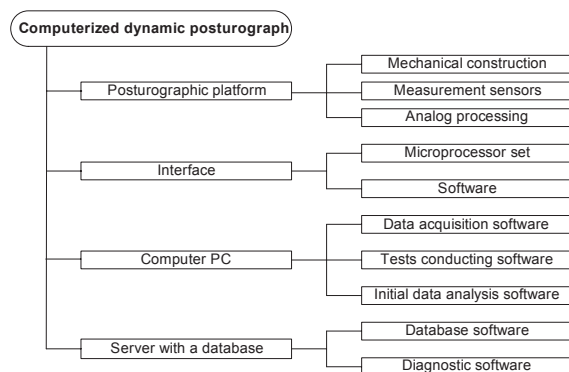 Computerized dynamic posturograph
Posturographic platform
Mechanical construction
Measurement sensors
Analog processing
Interface
Microprocessor set
Software
Computer PC
Data acquisition software
Tests conducting software
Initial data analysis software
Server with a database
Database software
Diagnostic software